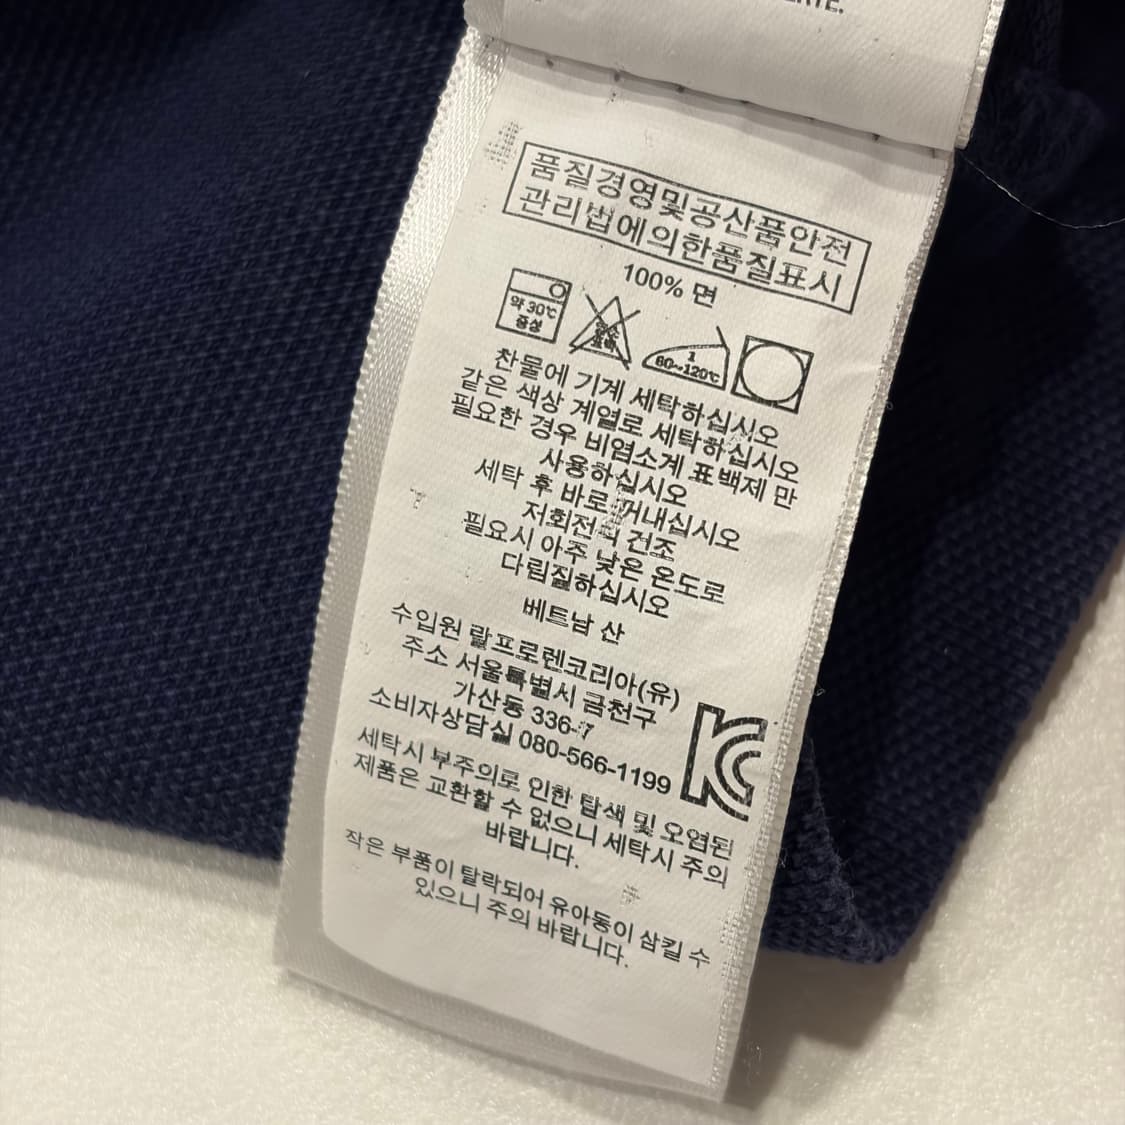 품질경영및공산품안전
관리법에의한품질표시
100% 면
약 30℃
중성
1
80~120℃
찬물에 기계 세탁하십시오
같은 색상 계열로 세탁하십시오
필요한 경우 비염소계 표백제 만
사용하십시오
세탁 후 바로 꺼내십시오
저회전식 건조
필요시 아주 낮은 온도로
다림질하십시오
베트남 산
수입원 랄프로렌코리아(유)
주소 서울특별시 금천구
가산동 336-7
소비자상담실 080-566-1199
KC
세탁시 부주의로 인한 탈색 및 오염된
제품은 교환할 수 없으니 세탁시 주의
바랍니다.
작은 부품이 탈락되어 유아동이 삼킬 수
있으니 주의 바랍니다.